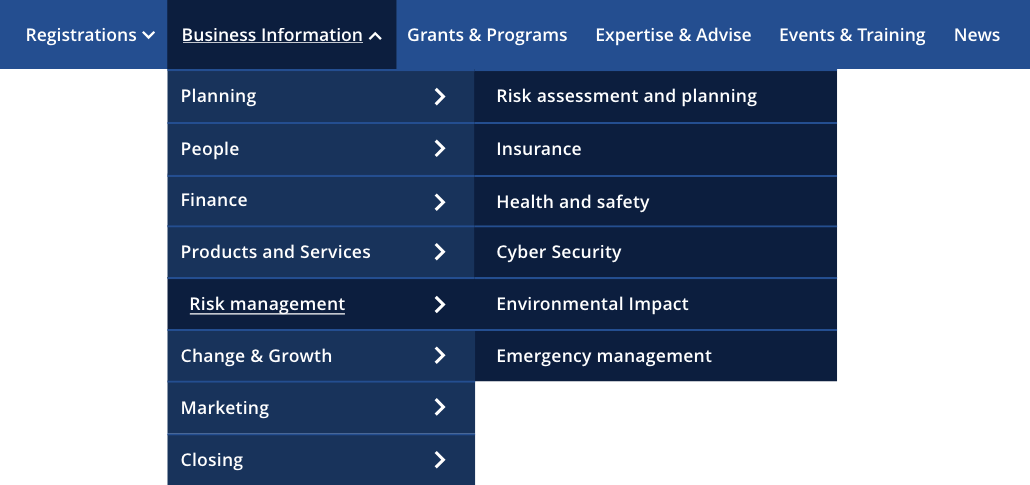 Registrations
Business Information
Grants & Programs
Expertise & Advise
Events & Training
News
Planning
People
Finance
Products and Services
Risk management
Change & Growth
Marketing
Closing
Risk assessment and planning
Insurance
Health and safety
Cyber Security
Environmental Impact
Emergency management